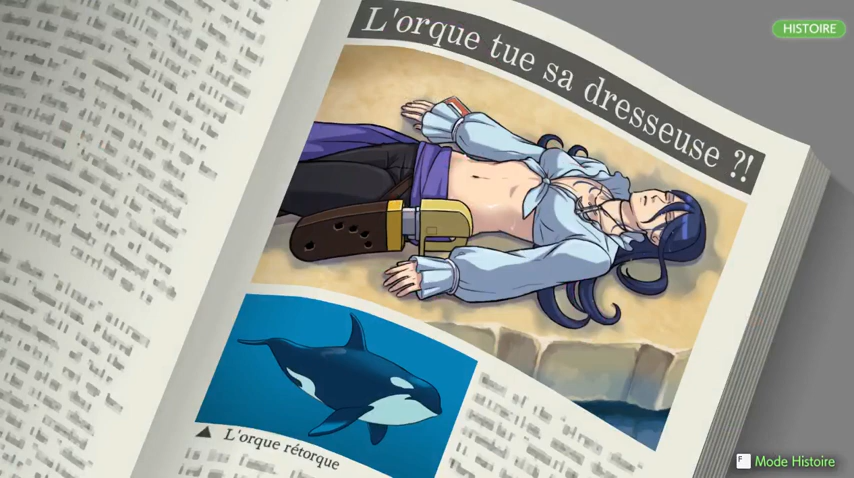 HISTOIRE
L'orque tue sa dresseuse ?!
▲ L'orque rétorque
F Mode Histoire